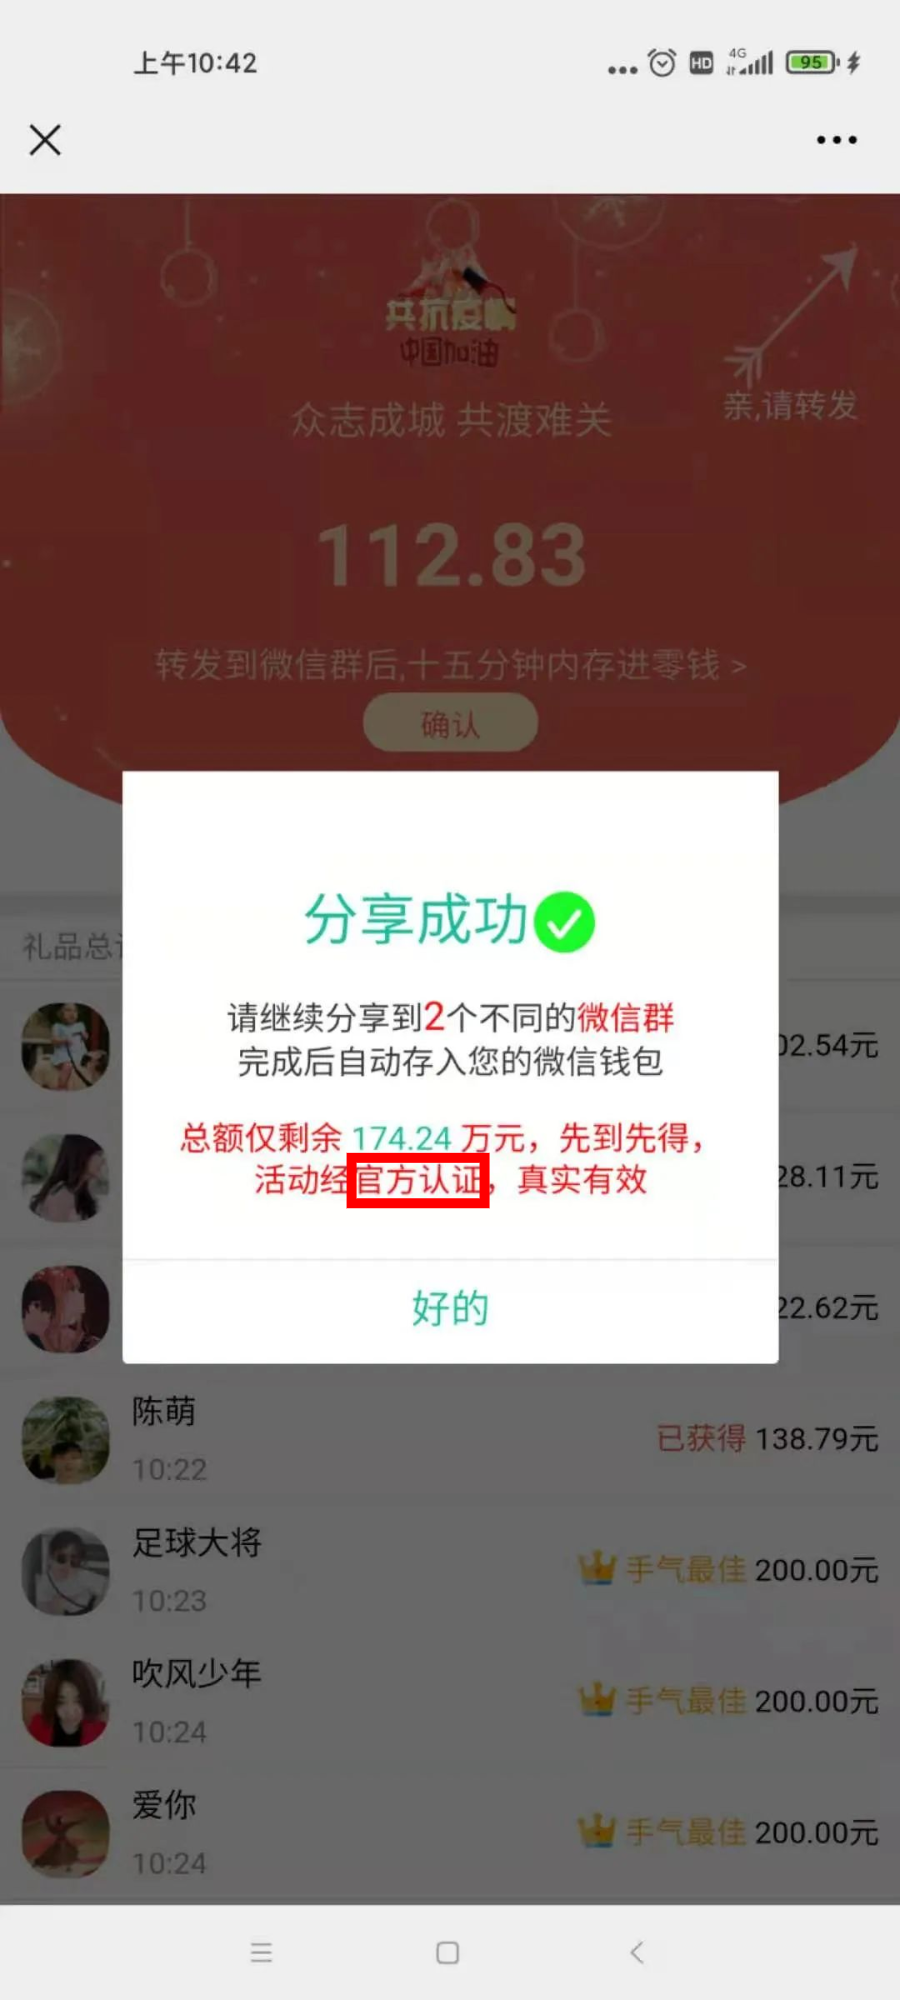 上午10:42
HD
4G
95
共抗疫情
中国加油
亲,请转发
众志成城 共渡难关
112.83
转发到微信群后,十五分钟内存进零钱 >
确认
分享成功
请继续分享到2个不同的微信群
完成后自动存入您的微信钱包
总额仅剩余 174.24 万元，先到先得，
活动经官方认证，真实有效
好的
礼品总
02.54元
28.11元
22.62元
陈萌
10:22
已获得 138.79元
足球大将
10:23
手气最佳 200.00元
吹风少年
10:24
手气最佳 200.00元
爱你
10:24
手气最佳 200.00元